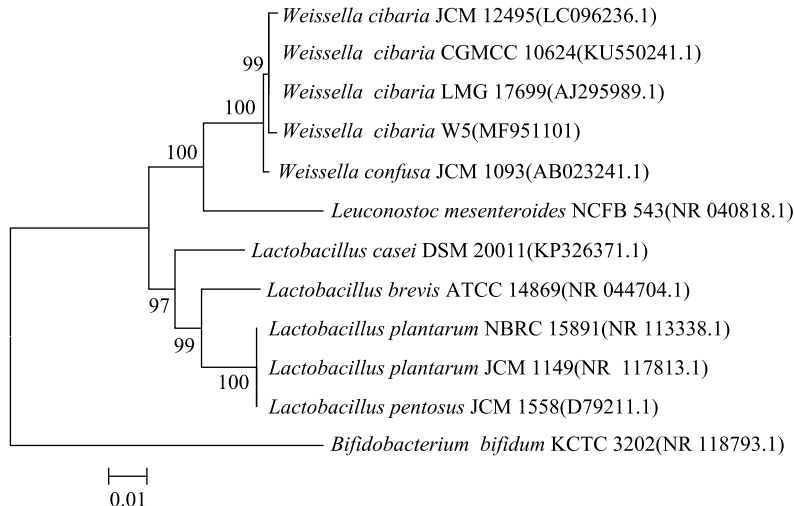 Weissella cibaria JCM 12495(LC096236.1)
Weissella cibaria CGMCC 10624(KU550241.1)
99
Weissella cibaria LMG 17699(AJ295989.1)
100
Weissella cibaria W5(MF951101)
100
Weissella confusa JCM 1093(AB023241.1)
Leuconostoc mesenteroides NCFB 543(NR 040818.1)
Lactobacillus casei DSM 20011(KP326371.1)
Lactobacillus brevis ATCC 14869(NR 044704.1)
97
Lactobacillus plantarum NBRC 15891(NR 113338.1)
99
Lactobacillus plantarum JCM 1149(NR 117813.1)
100
Lactobacillus pentosus JCM 1558(D79211.1)
Bifidobacterium bifidum KCTC 3202(NR 118793.1)
0.01